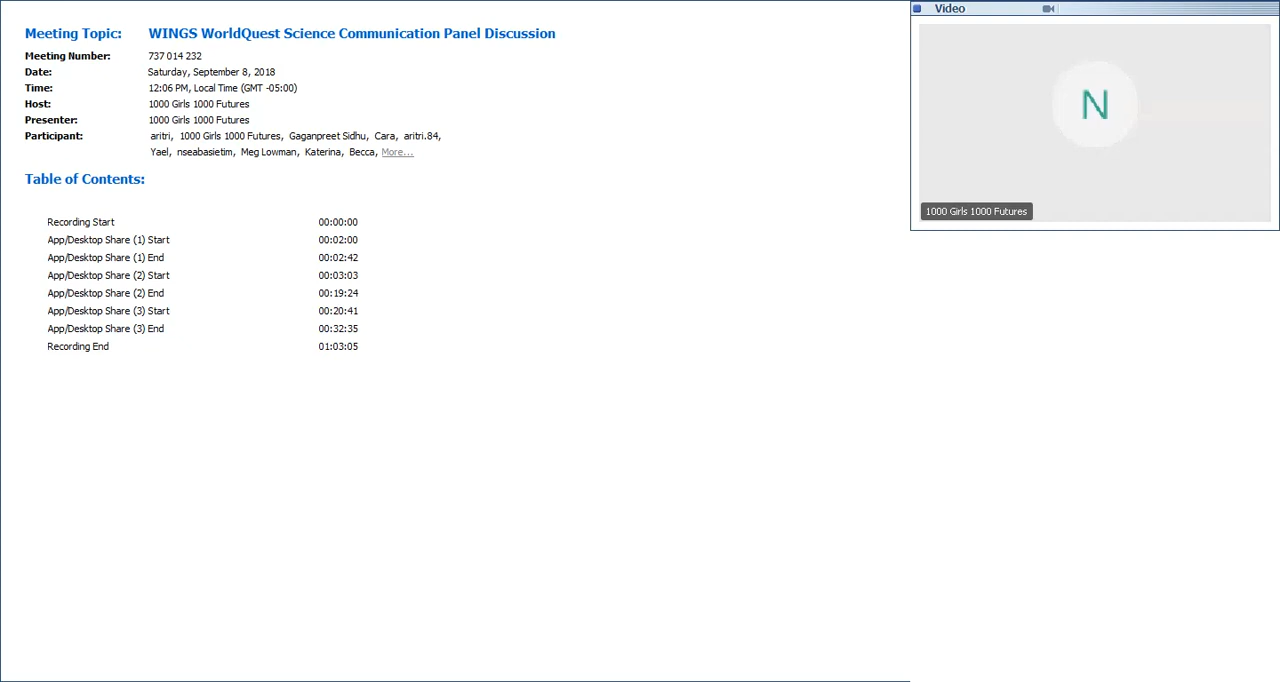 Meeting Topic: WINGS WorldQuest Science Communication Panel Discussion
Meeting Number: 737 014 232
Date: Saturday, September 8, 2018
Time: 12:06 PM, Local Time (GMT -05:00)
Host: 1000 Girls 1000 Futures
Presenter: 1000 Girls 1000 Futures
Participant: aritri, 1000 Girls 1000 Futures, Gaganpreet Sidhu, Cara, aritri.84,
Yael, nseabasietim, Meg Lowman, Katerina, Becca, More...
Table of Contents:
Recording Start 00:00:00
App/Desktop Share (1) Start 00:02:00
App/Desktop Share (1) End 00:02:42
App/Desktop Share (2) Start 00:03:03
App/Desktop Share (2) End 00:19:24
App/Desktop Share (3) Start 00:20:41
App/Desktop Share (3) End 00:32:35
Recording End 01:03:05
Video
N
1000 Girls 1000 Futures